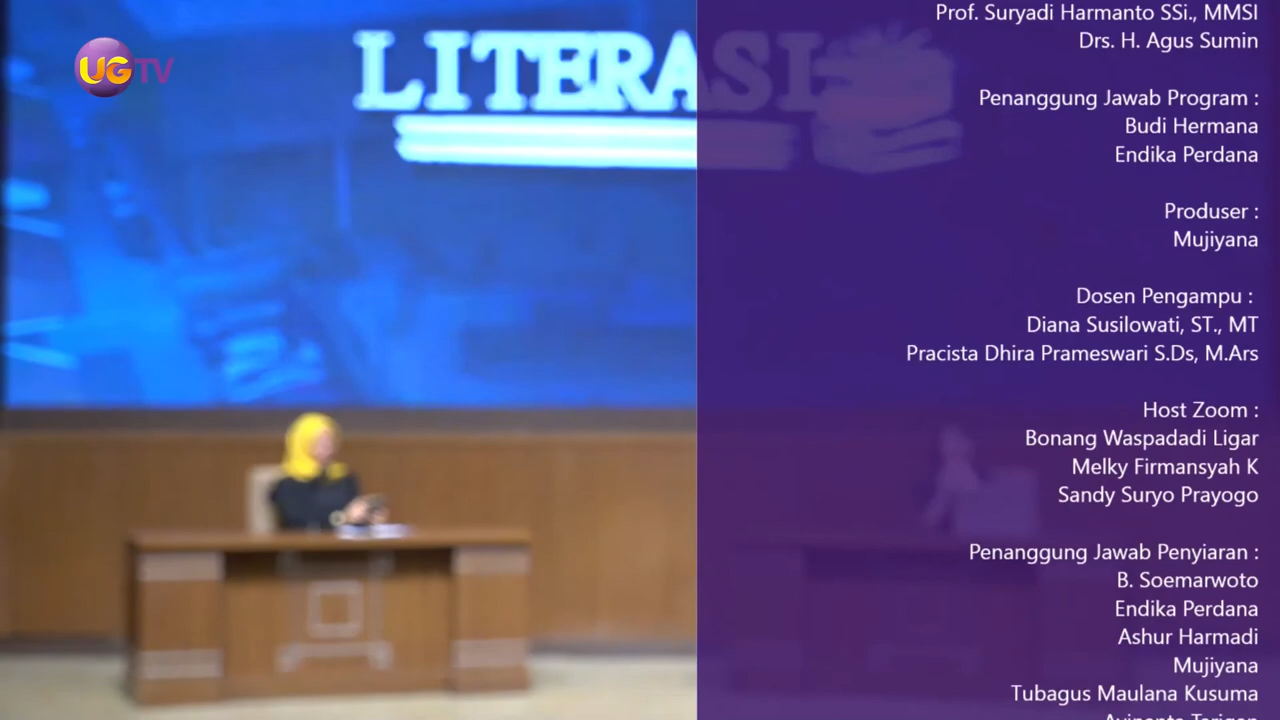 UGTV
LITERASI
Prof. Suryadi Harmanto SSi., MMSI
Drs. H. Agus Sumin
Penanggung Jawab Program :
Budi Hermana
Endika Perdana
Produser :
Mujiyana
Dosen Pengampu :
Diana Susilowati, ST., MT
Pracista Dhira Prameswari S.Ds, M.Ars
Host Zoom :
Bonang Waspadadi Ligar
Melky Firmansyah K
Sandy Suryo Prayogo
Penanggung Jawab Penyiaran :
B. Soemarwoto
Endika Perdana
Ashur Harmadi
Mujiyana
Tubagus Maulana Kusuma